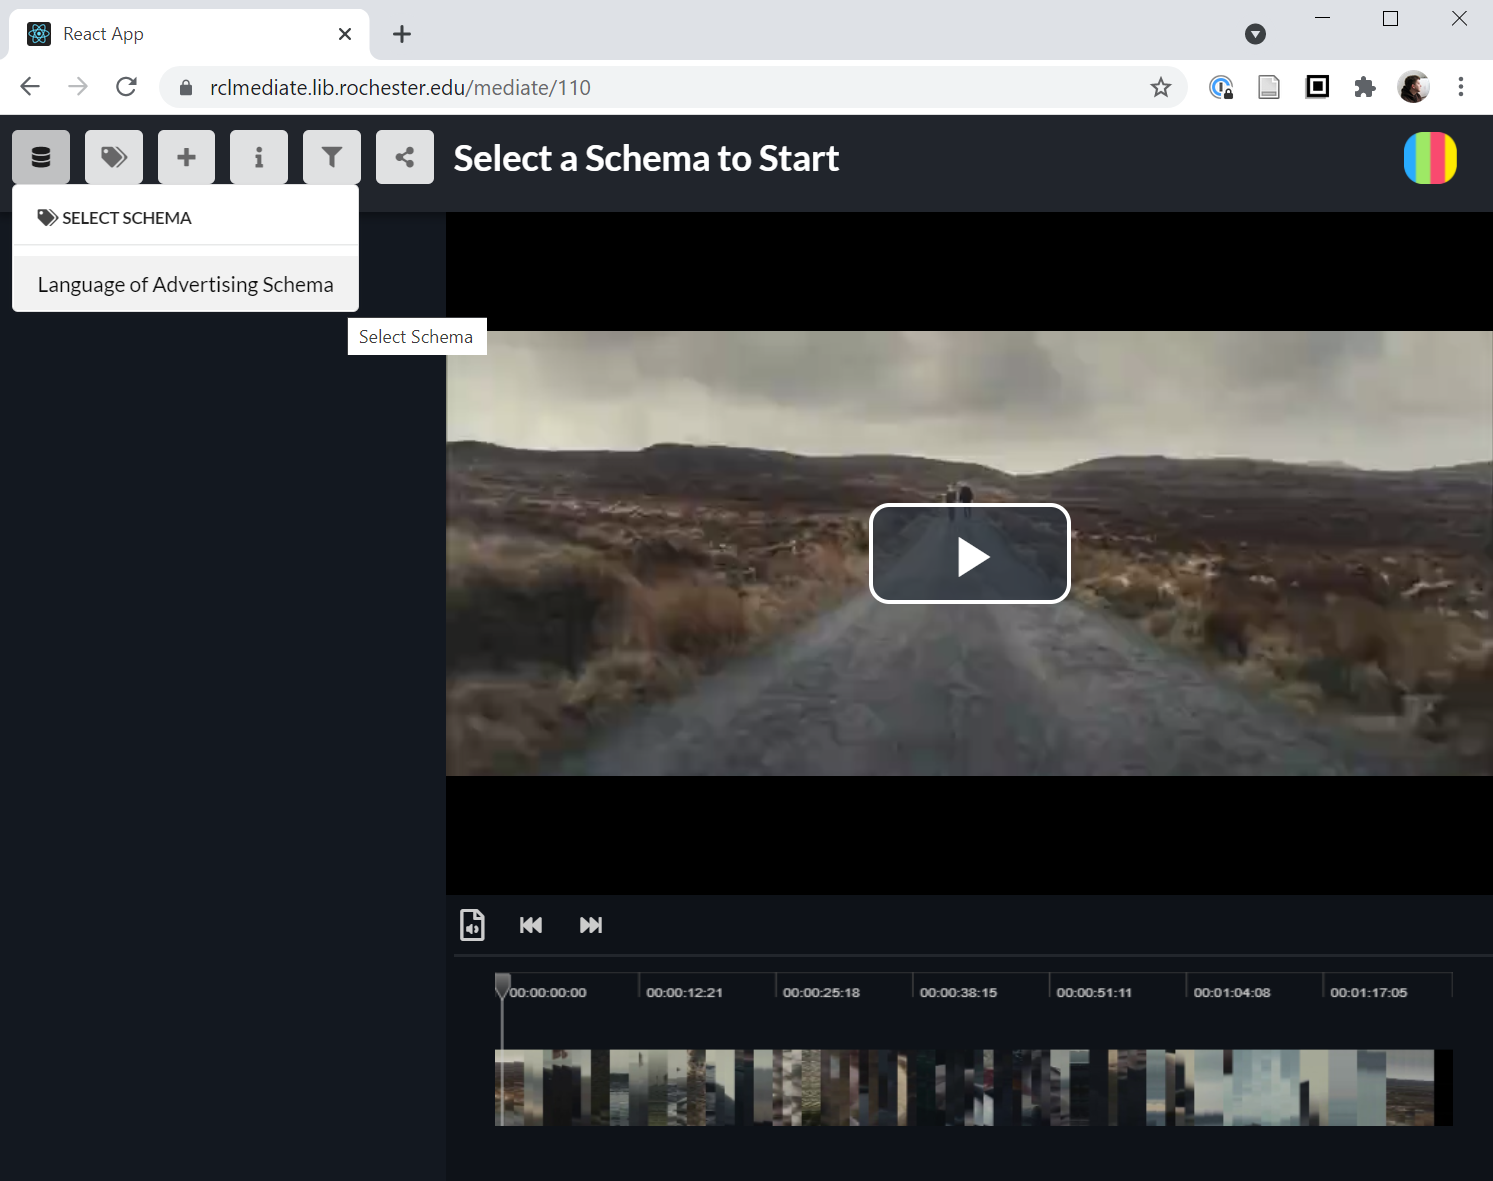 React App
rclmediate.lib.rochester.edu/mediate/110
Select a Schema to Start
SELECT SCHEMA
Language of Advertising Schema
Select Schema
00:00:00:00 00:00:12:21 00:00:25:18 00:00:38:15 00:00:51:11 00:01:04:08 00:01:17:05